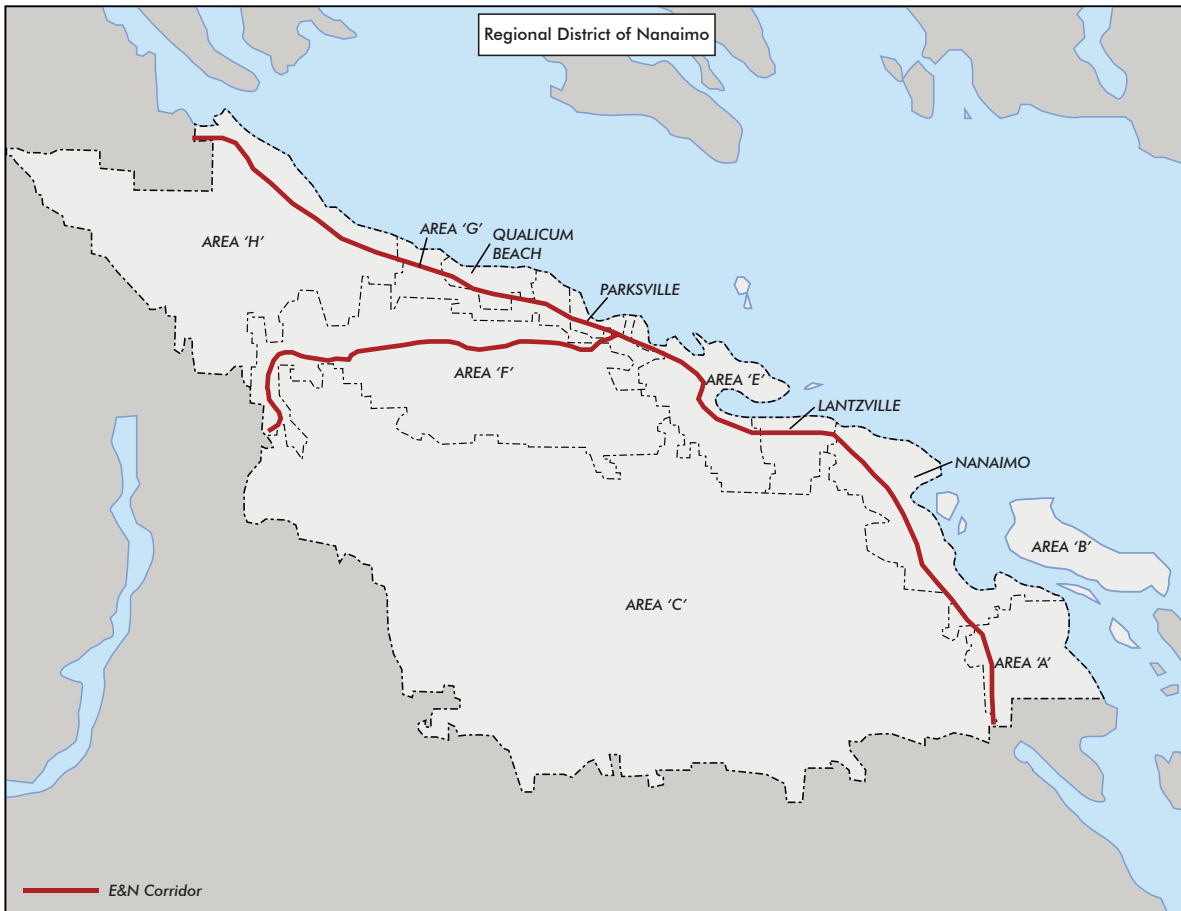 Regional District of Nanaimo
AREA ‘G’
QUALICUM
BEACH
AREA ‘H’
PARKSVILLE
AREA ‘F’
AREA ‘E’
LANTZVILLE
NANAIMO
AREA ‘B’
AREA ‘C’
AREA ‘A’
E&N Corridor